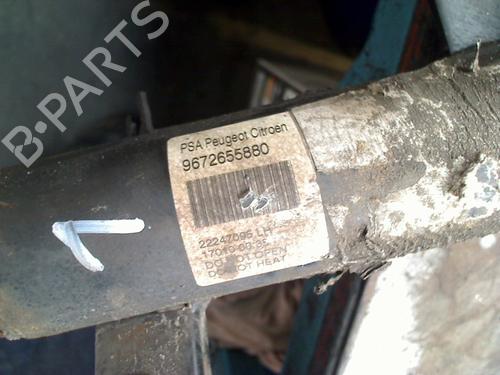 B-PARTS
PSA Peugeot Citroen
9672655880
22247095 LH
DO NOT OPEN
DO NOT HEAT